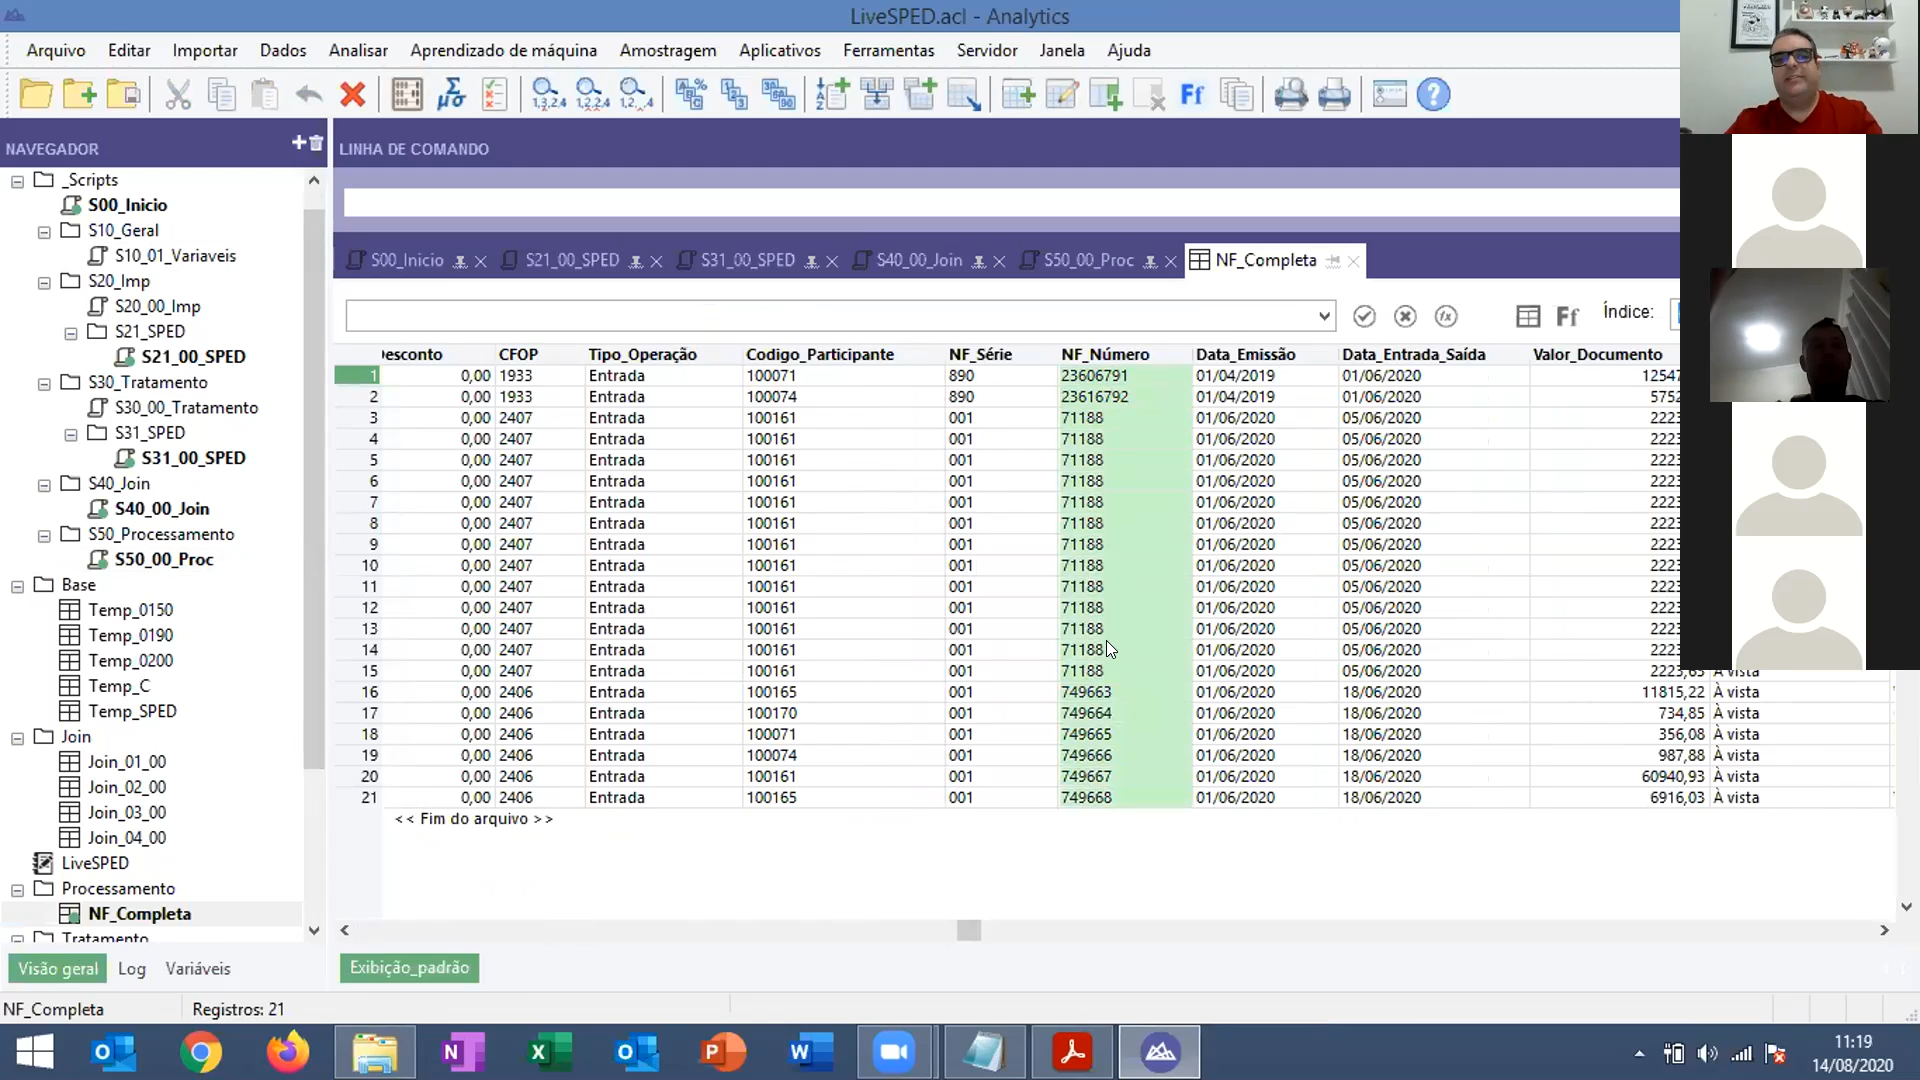 LiveSPED.acl - Analytics
Arquivo Editar Importar Dados Analisar Aprendizado de máquina Amostragem Aplicativos Ferramentas Servidor Janela Ajuda
NAVEGADOR
_Scripts
S00_Inicio
S10_Geral
S10_01_Variaveis
S20_Imp
S20_00_Imp
S21_SPED
S21_00_SPED
S30_Tratamento
S30_00_Tratamento
S31_SPED
S31_00_SPED
S40_Join
S40_00_Join
S50_Processamento
S50_00_Proc
Base
Temp_0150
Temp_0190
Temp_0200
Temp_C
Temp_SPED
Join
Join_01_00
Join_02_00
Join_03_00
Join_04_00
LiveSPED
Processamento
NF_Completa
Tratamento
Visão geral Log Variáveis
LINHA DE COMANDO
S00_Inicio S21_00_SPED S31_00_SPED S40_00_Join S50_00_Proc NF_Completa
Ff Índice:
esconto CFOP Tipo_Operação Codigo_Participante NF_Série NF_Número Data_Emissão Data_Entrada_Saída Valor_Documento
1 0,00 1933 Entrada 100071 890 23606791 01/04/2019 01/06/2020 12547
2 0,00 1933 Entrada 100074 890 23616792 01/04/2019 01/06/2020 5752
3 0,00 2407 Entrada 100161 001 71188 01/06/2020 05/06/2020 2223
4 0,00 2407 Entrada 100161 001 71188 01/06/2020 05/06/2020 2223
5 0,00 2407 Entrada 100161 001 71188 01/06/2020 05/06/2020 2223
6 0,00 2407 Entrada 100161 001 71188 01/06/2020 05/06/2020 2223
7 0,00 2407 Entrada 100161 001 71188 01/06/2020 05/06/2020 2223
8 0,00 2407 Entrada 100161 001 71188 01/06/2020 05/06/2020 2223
9 0,00 2407 Entrada 100161 001 71188 01/06/2020 05/06/2020 2223
10 0,00 2407 Entrada 100161 001 71188 01/06/2020 05/06/2020 2223
11 0,00 2407 Entrada 100161 001 71188 01/06/2020 05/06/2020 2223
12 0,00 2407 Entrada 100161 001 71188 01/06/2020 05/06/2020 2223
13 0,00 2407 Entrada 100161 001 71188 01/06/2020 05/06/2020 2223
14 0,00 2407 Entrada 100161 001 71188 01/06/2020 05/06/2020 2223
15 0,00 2407 Entrada 100161 001 71188 01/06/2020 05/06/2020 2223,65 À vista
16 0,00 2406 Entrada 100165 001 749663 01/06/2020 18/06/2020 11815,22 À vista
17 0,00 2406 Entrada 100170 001 749664 01/06/2020 18/06/2020 734,85 À vista
18 0,00 2406 Entrada 100071 001 749665 01/06/2020 18/06/2020 356,08 À vista
19 0,00 2406 Entrada 100074 001 749666 01/06/2020 18/06/2020 987,88 À vista
20 0,00 2406 Entrada 100161 001 749667 01/06/2020 18/06/2020 60940,93 À vista
21 0,00 2406 Entrada 100165 001 749668 01/06/2020 18/06/2020 6916,03 À vista
<< Fim do arquivo >>
Exibição_padrão
NF_Completa Registros: 21
11:19
14/08/2020